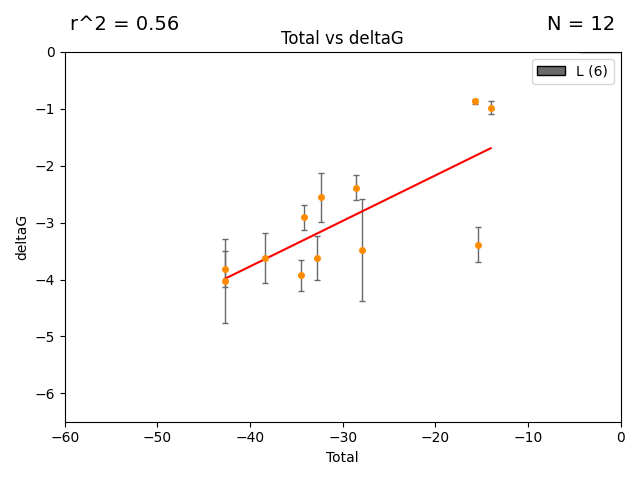 r^2 = 0.56
N = 12
Total vs deltaG
L (6)
0
−1
−2
−3
−4
−5
−6
deltaG
−60 −50 −40 −30 −20 −10 0
Total